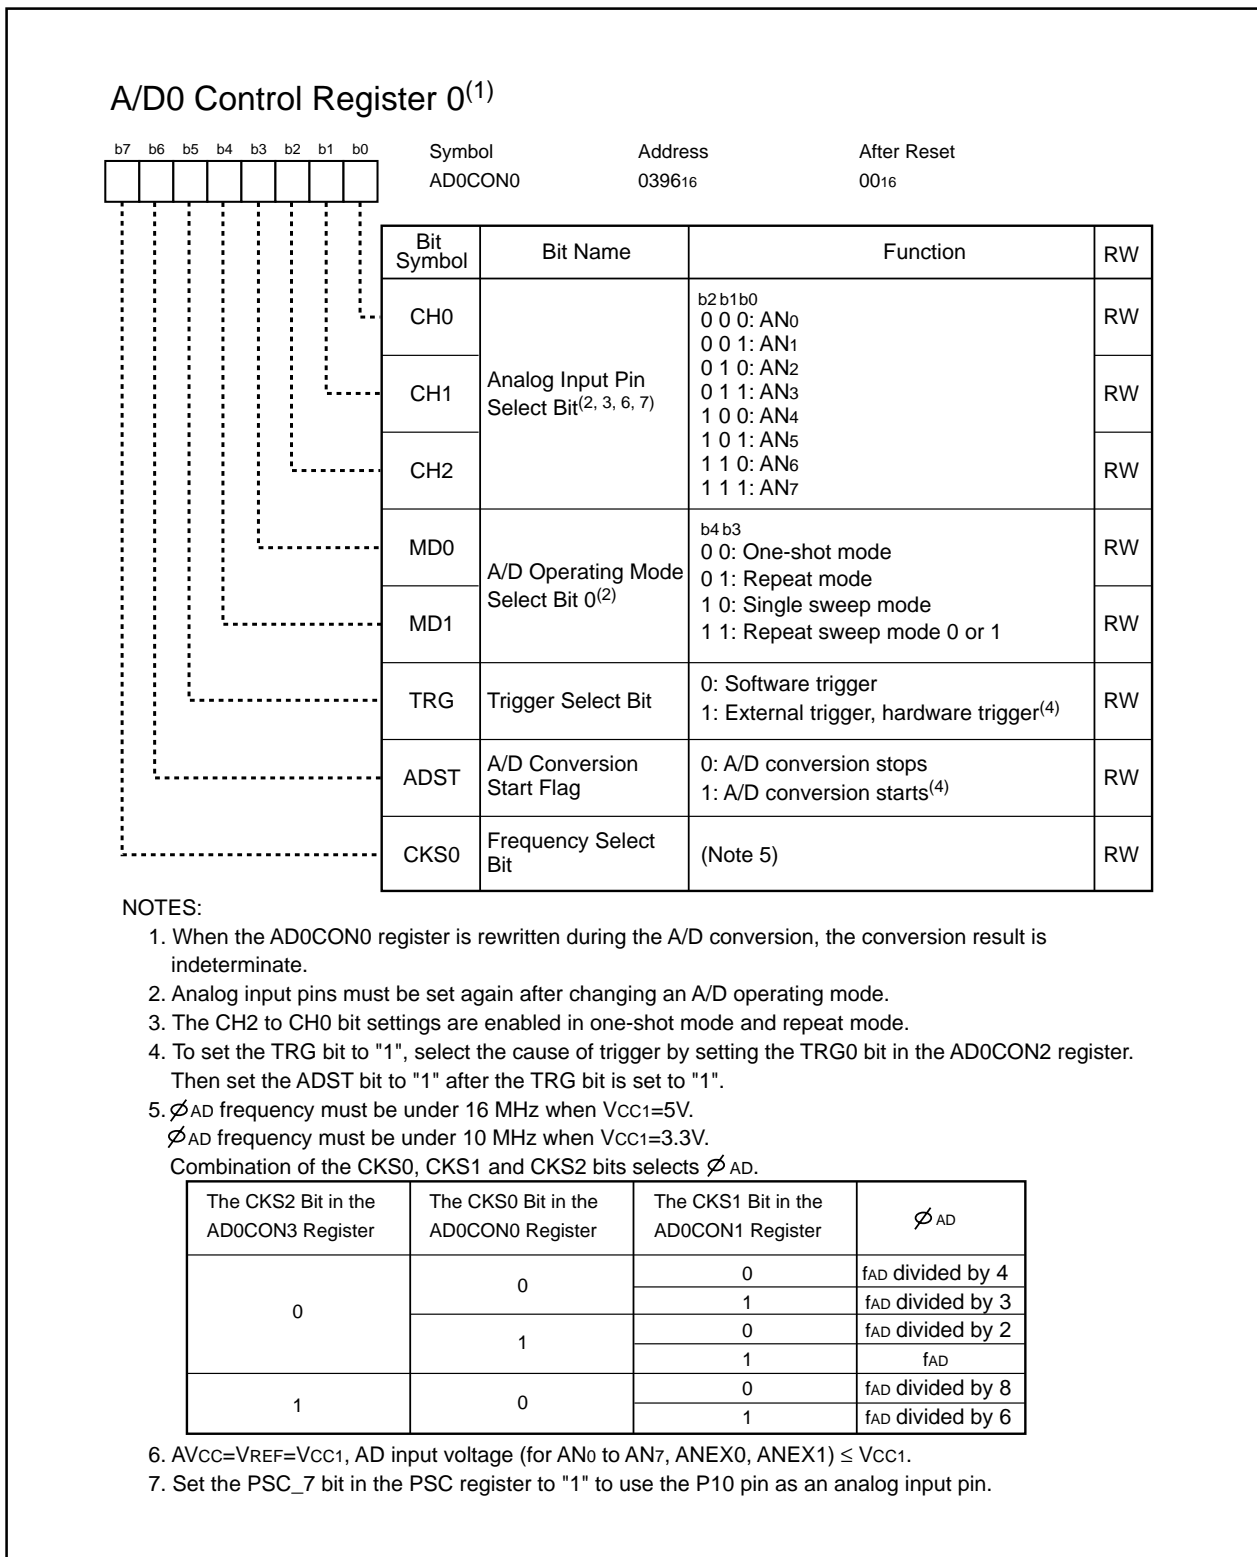 A/D0 Control Register 0(1)
b7 b6 b5 b4 b3 b2 b1 b0
Symbol Address After Reset
AD0CON0 039616 0016
Bit Symbol Bit Name Function RW
CH0 RW
CH1 RW
CH2 RW
Analog Input Pin
Select Bit(2, 3, 6, 7)
b2 b1 b0
0 0 0: AN0
0 0 1: AN1
0 1 0: AN2
0 1 1: AN3
1 0 0: AN4
1 0 1: AN5
1 1 0: AN6
1 1 1: AN7
MD0 RW
MD1 RW
A/D Operating Mode
Select Bit 0(2)
b4 b3
0 0: One-shot mode
0 1: Repeat mode
1 0: Single sweep mode
1 1: Repeat sweep mode 0 or 1
TRG Trigger Select Bit RW
0: Software trigger
1: External trigger, hardware trigger(4)
ADST RW
A/D Conversion
Start Flag
0: A/D conversion stops
1: A/D conversion starts(4)
CKS0 RW
Frequency Select
Bit
(Note 5)
NOTES:
1. When the AD0CON0 register is rewritten during the A/D conversion, the conversion result is
indeterminate.
2. Analog input pins must be set again after changing an A/D operating mode.
3. The CH2 to CH0 bit settings are enabled in one-shot mode and repeat mode.
4. To set the TRG bit to "1", select the cause of trigger by setting the TRG0 bit in the AD0CON2 register.
Then set the ADST bit to "1" after the TRG bit is set to "1".
5. ØAD frequency must be under 16 MHz when VCC1=5V.
ØAD frequency must be under 10 MHz when VCC1=3.3V.
Combination of the CKS0, CKS1 and CKS2 bits selects ØAD.
The CKS2 Bit in the The CKS0 Bit in the The CKS1 Bit in the ØAD
AD0CON3 Register AD0CON0 Register AD0CON1 Register
0 0 0 fAD divided by 4
1 fAD divided by 3
1 0 fAD divided by 2
1 fAD
1 0 0 fAD divided by 8
1 fAD divided by 6
6. AVCC=VREF=VCC1, AD input voltage (for AN0 to AN7, ANEX0, ANEX1) ≤ VCC1.
7. Set the PSC_7 bit in the PSC register to "1" to use the P10 pin as an analog input pin.